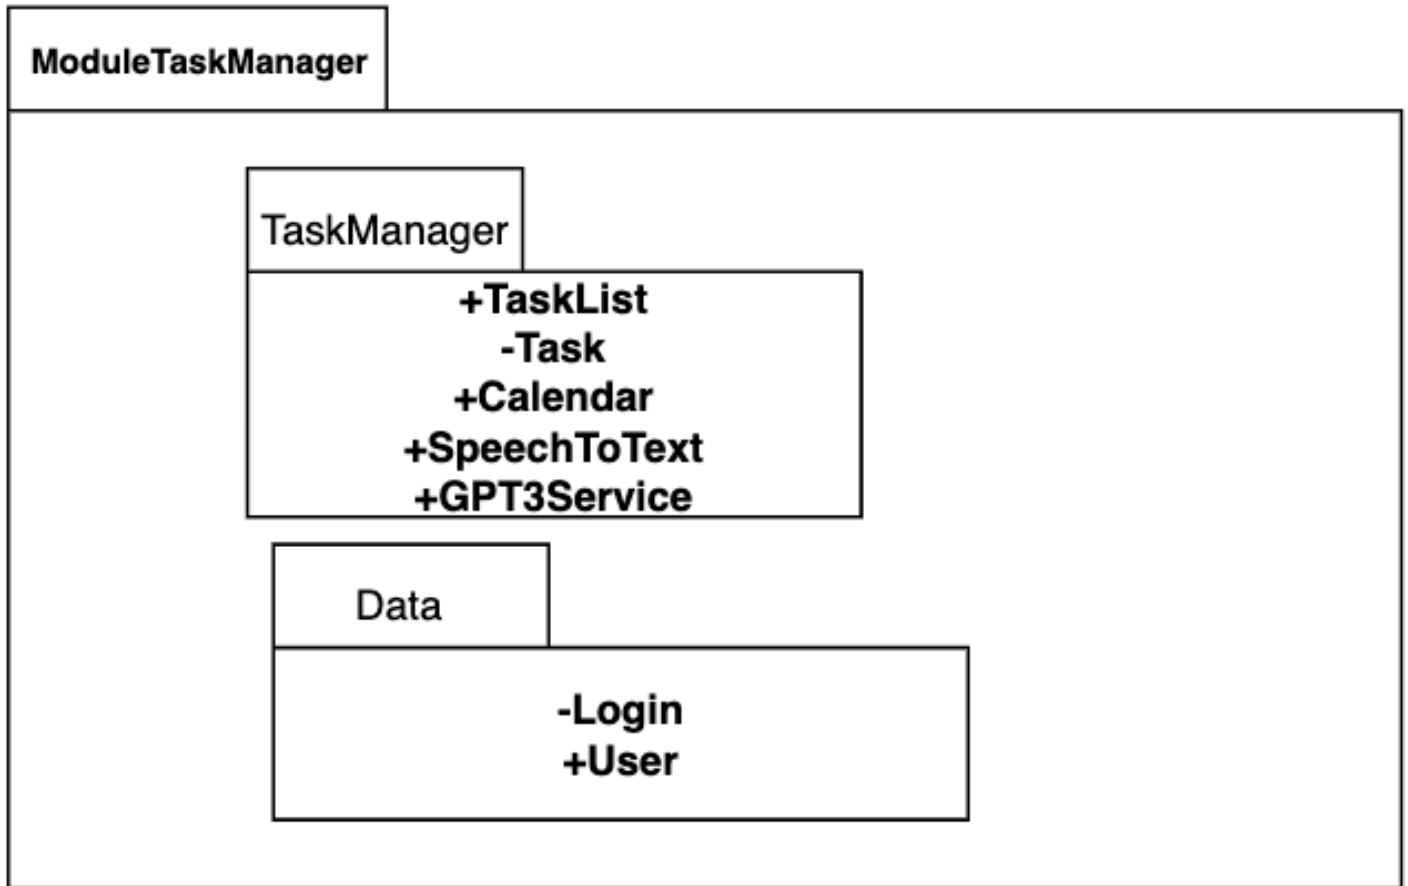 ModuleTaskManager
TaskManager
+TaskList
-Task
+Calendar
+SpeechToText
+GPT3Service
Data
-Login
+User